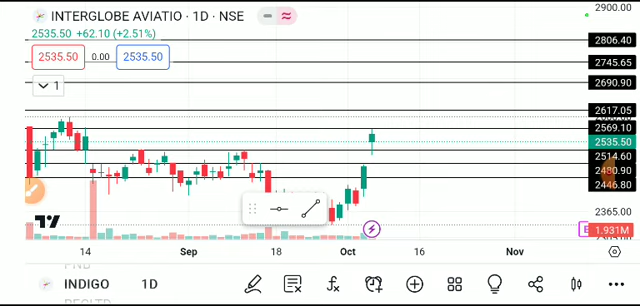 INTERGLOBE AVIATIO · 1D · NSE
2535.50 +62.10 (+2.51%)
2535.50 0.00 2535.50
1
2900.00
2806.40
2745.65
2690.90
2617.05
2569.10
2535.50
2514.60
2480.90
2446.80
2365.00
1.931M
14 Sep 18 Oct 16 Nov
INDIGO 1D